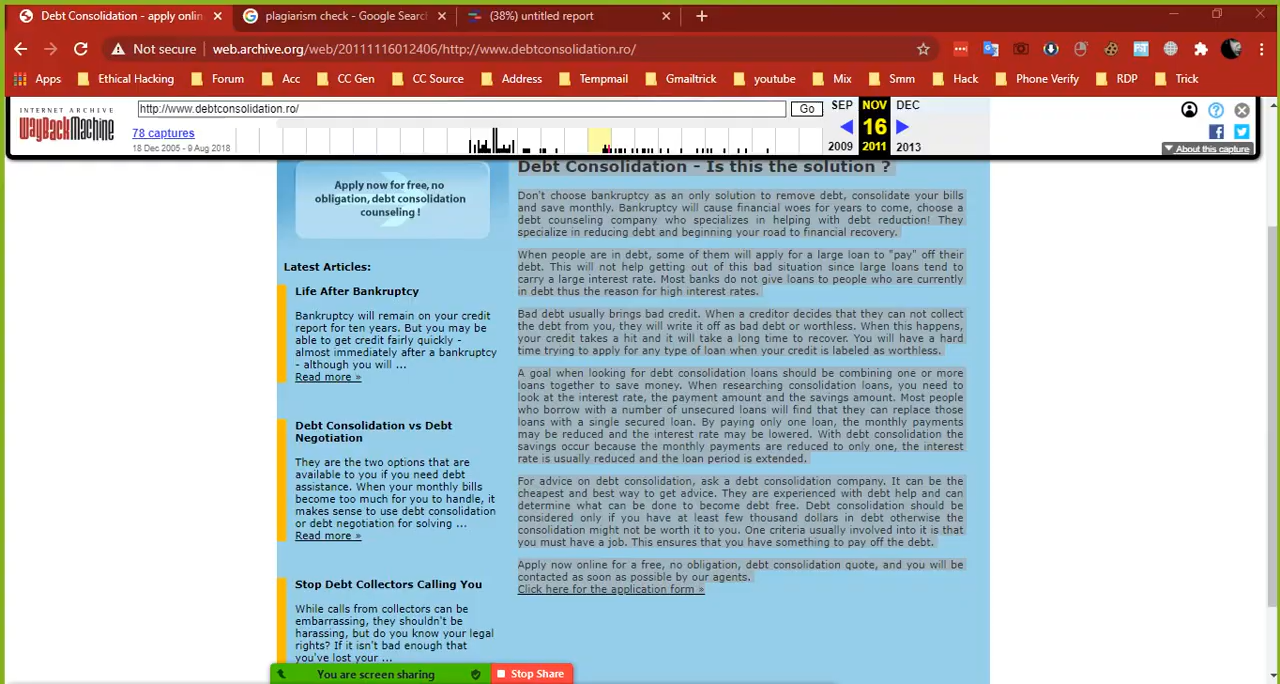 Debt Consolidation - apply onlin
plagiarism check - Google Searc
(38%) untitled report
Not secure
web.archive.org/web/20111116012406/http://www.debtconsolidation.ro/
Apps
Ethical Hacking
Forum
Acc
CC Gen
CC Source
Address
Tempmail
Gmailtrick
youtube
Mix
Smm
Hack
Phone Verify
RDP
Trick
INTERNET ARCHIVE
WayBackMachine
http://www.debtconsolidation.ro/
Go
78 captures
18 Dec 2005 - 9 Aug 2018
SEP
NOV
DEC
16
2009
2011
2013
About this capture
Apply now for free, no
obligation, debt consolidation
counseling !
Latest Articles:
Life After Bankruptcy
Bankruptcy will remain on your credit
report for ten years. But you may be
able to get credit fairly quickly -
almost immediately after a bankruptcy
- although you will ...
Read more »
Debt Consolidation vs Debt
Negotiation
They are the two options that are
available to you if you need debt
assistance. When your monthly bills
become too much for you to handle, it
makes sense to use debt consolidation
or debt negotiation for solving ...
Read more »
Stop Debt Collectors Calling You
While calls from collectors can be
embarrassing, they shouldn't be
harassing, but do you know your legal
rights? If it isn't bad enough that
you've lost your ...
Debt Consolidation - Is this the solution ?
Don't choose bankruptcy as an only solution to remove debt, consolidate your bills
and save monthly. Bankruptcy will cause financial woes for years to come, choose a
debt counseling company who specializes in helping with debt reduction! They
specialize in reducing debt and beginning your road to financial recovery.
When people are in debt, some of them will apply for a large loan to "pay" off their
debt. This will not help getting out of this bad situation since large loans tend to
carry a large interest rate. Most banks do not give loans to people who are currently
in debt thus the reason for high interest rates.
Bad debt usually brings bad credit. When a creditor decides that they can not collect
the debt from you, they will write it off as bad debt or worthless. When this happens,
your credit takes a hit and it will take a long time to recover. You will have a hard
time trying to apply for any type of loan when your credit is labeled as worthless.
A goal when looking for debt consolidation loans should be combining one or more
loans together to save money. When researching consolidation loans, you need to
look at the interest rate, the payment amount and the savings amount. Most people
who borrow with a number of unsecured loans will find that they can replace those
loans with a single secured loan. By paying only one loan, the monthly payments
may be reduced and the interest rate may be lowered. With debt consolidation the
savings occur because the monthly payments are reduced to only one, the interest
rate is usually reduced and the loan period is extended.
For advice on debt consolidation, ask a debt consolidation company. It can be the
cheapest and best way to get advice. They are experienced with debt help and can
determine what can be done to become debt free. Debt consolidation should be
considered only if you have at least few thousand dollars in debt otherwise the
consolidation might not be worth it to you. One criteria usually involved into it is that
you must have a job. This ensures that you have something to pay off the debt.
Apply now online for a free, no obligation, debt consolidation quote, and you will be
contacted as soon as possible by our agents.
Click here for the application form »
You are screen sharing
Stop Share